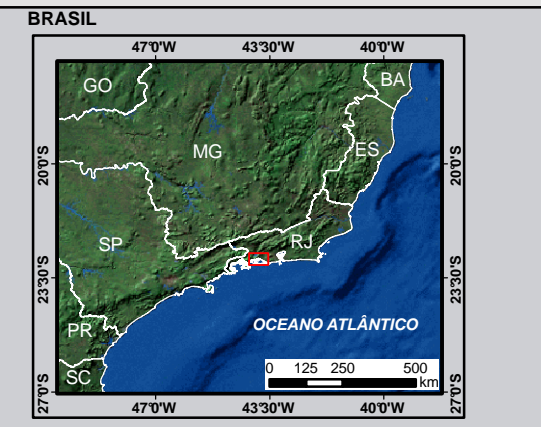 BRASIL
47°0'W 43°30'W 40°0'W
GO
BA
MG
ES
20°0'S 20°0'S
SP
RJ
23°30'S 23°30'S
PR
OCEANO ATLÂNTICO
SC
0 125 250 500
km
27°0'S 27°0'S
47°0'W 43°30'W 40°0'W